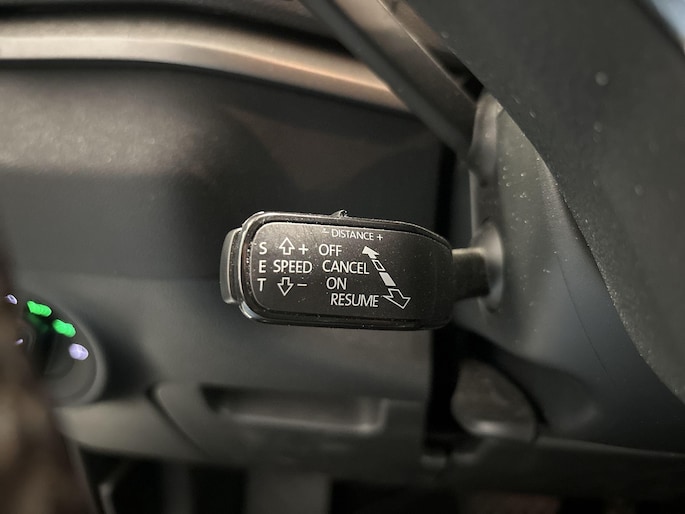 - DISTANCE +
S + OFF
E SPEED CANCEL
T - ON
RESUME